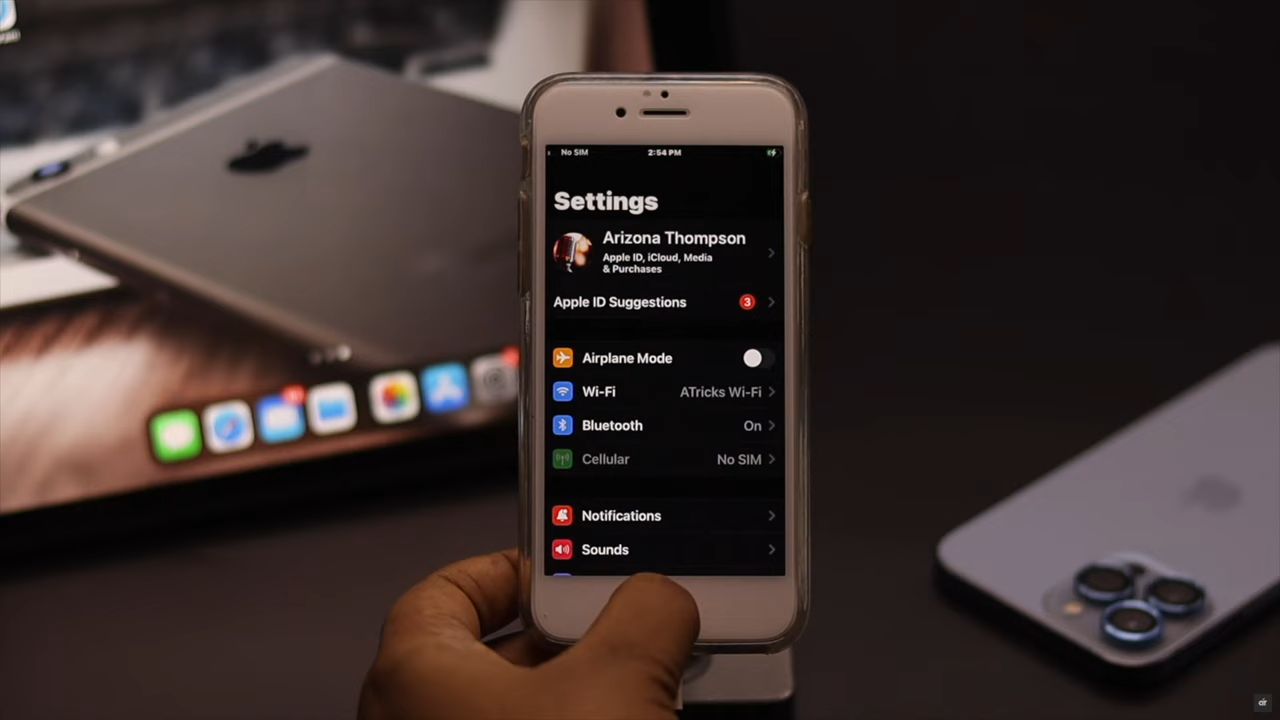 No SIM
2:54 PM
Settings
Arizona Thompson
Apple ID, iCloud, Media
& Purchases
Apple ID Suggestions
3
Airplane Mode
Wi-Fi
ATricks Wi-Fi
Bluetooth
On
Cellular
No SIM
Notifications
Sounds
air